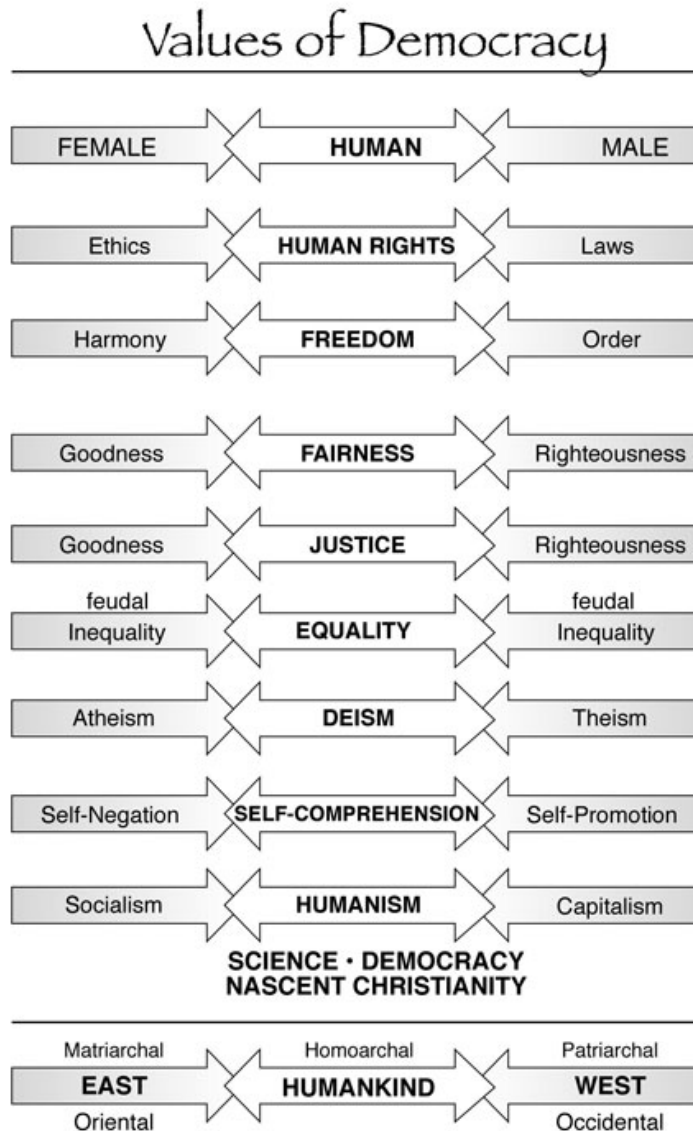 Values of Democracy
FEMALE HUMAN MALE
Ethics HUMAN RIGHTS Laws
Harmony FREEDOM Order
Goodness FAIRNESS Righteousness
Goodness JUSTICE Righteousness
feudal feudal
Inequality EQUALITY Inequality
Atheism DEISM Theism
Self-Negation SELF-COMPREHENSION Self-Promotion
Socialism HUMANISM Capitalism
SCIENCE • DEMOCRACY
NASCENT CHRISTIANITY
Matriarchal Homoarchal Patriarchal
EAST HUMANKIND WEST
Oriental Occidental